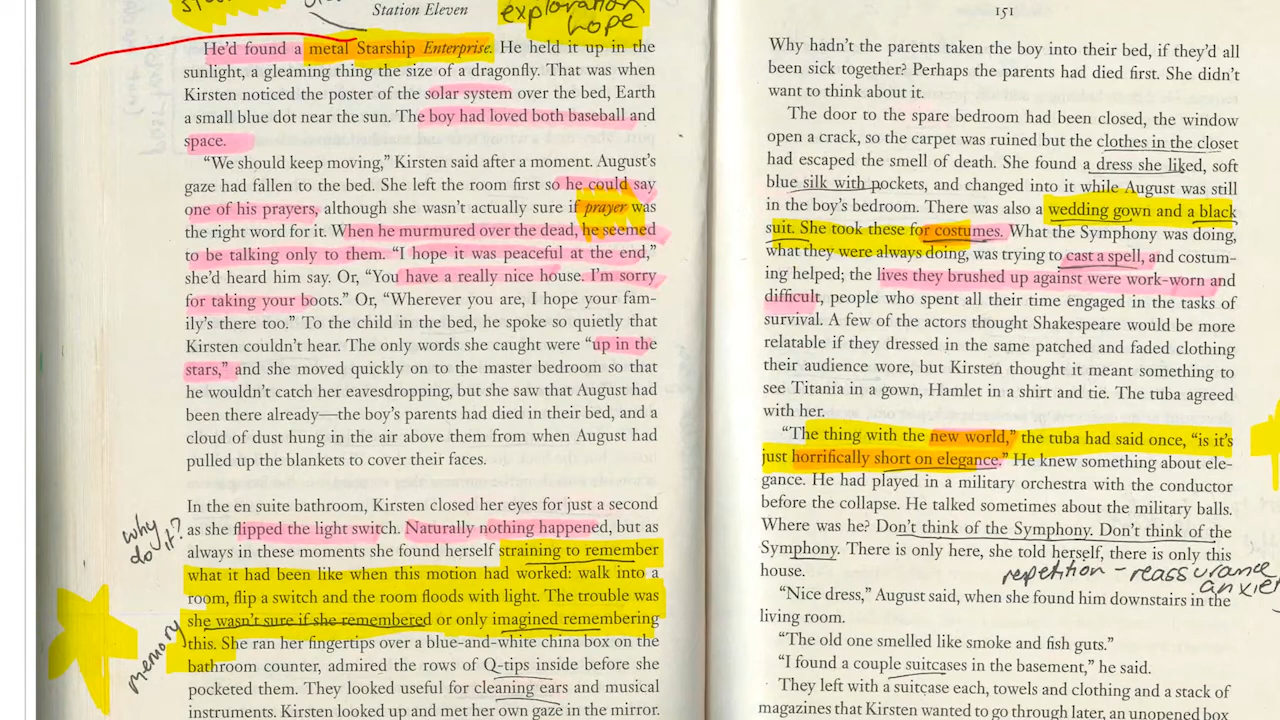 Station Eleven
exploration
hope
He'd found a metal Starship Enterprise. He held it up in the
sunlight, a gleaming thing the size of a dragonfly. That was when
Kirsten noticed the poster of the solar system over the bed, Earth
a small blue dot near the sun. The boy had loved both baseball and
space.
"We should keep moving," Kirsten said after a moment. August's
gaze had fallen to the bed. She left the room first so he could say
one of his prayers, although she wasn't actually sure if prayer was
the right word for it. When he murmured over the dead, he seemed
to be talking only to them. "I hope it was peaceful at the end,"
she'd heard him say. Or, "You have a really nice house. I'm sorry
for taking your boots." Or, "Wherever you are, I hope your fam-
ily's there too." To the child in the bed, he spoke so quietly that
Kirsten couldn't hear. The only words she caught were "up in the
stars," and she moved quickly on to the master bedroom so that
he wouldn't catch her eavesdropping, but she saw that August had
been there already—the boy's parents had died in their bed, and a
cloud of dust hung in the air above them from when August had
pulled up the blankets to cover their faces.
In the en suite bathroom, Kirsten closed her eyes for just a second
as she flipped the light switch. Naturally nothing happened, but as
always in these moments she found herself straining to remember
what it had been like when this motion had worked: walk into a
room, flip a switch and the room floods with light. The trouble was
she wasn't sure if she remembered or only imagined remembering
this. She ran her fingertips over a blue-and-white china box on the
bathroom counter, admired the rows of Q-tips inside before she
pocketed them. They looked useful for cleaning ears and musical
instruments. Kirsten looked up and met her own gaze in the mirror.
why
do it?
memory
151
Why hadn't the parents taken the boy into their bed, if they'd all
been sick together? Perhaps the parents had died first. She didn't
want to think about it.
The door to the spare bedroom had been closed, the window
open a crack, so the carpet was ruined but the clothes in the closet
had escaped the smell of death. She found a dress she liked, soft
blue silk with pockets, and changed into it while August was still
in the boy's bedroom. There was also a wedding gown and a black
suit. She took these for costumes. What the Symphony was doing,
what they were always doing, was trying to cast a spell, and costum-
ing helped; the lives they brushed up against were work-worn and
difficult, people who spent all their time engaged in the tasks of
survival. A few of the actors thought Shakespeare would be more
relatable if they dressed in the same patched and faded clothing
their audience wore, but Kirsten thought it meant something to
see Titania in a gown, Hamlet in a shirt and tie. The tuba agreed
with her.
"The thing with the new world," the tuba had said once, "is it's
just horrifically short on elegance." He knew something about ele-
gance. He had played in a military orchestra with the conductor
before the collapse. He talked sometimes about the military balls.
Where was he? Don't think of the Symphony. Don't think of the
Symphony. There is only here, she told herself, there is only this
house.
repetition - reassurance
"Nice dress," August said, when she found him downstairs in the
living room.
"The old one smelled like smoke and fish guts."
"I found a couple suitcases in the basement," he said.
They left with a suitcase each, towels and clothing and a stack of
magazines that Kirsten wanted to go through later, an unopened box